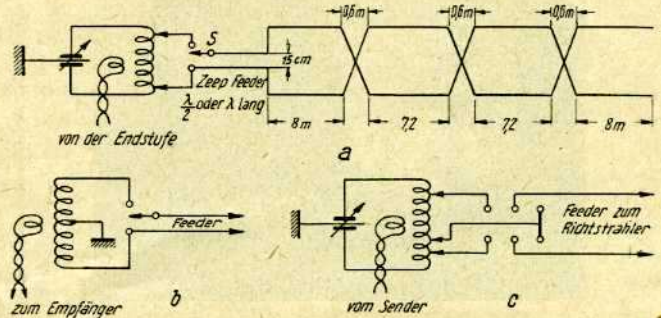 0,6m 0,6m 0,6m
S
15cm
Zeep Feeder
λ/2 oder λ lang
8m 7,2 7,2 8m
von der Endstufe
a
Feeder
zum Empfänger
b
Feeder zum
Richtstrahler
vom Sender
c